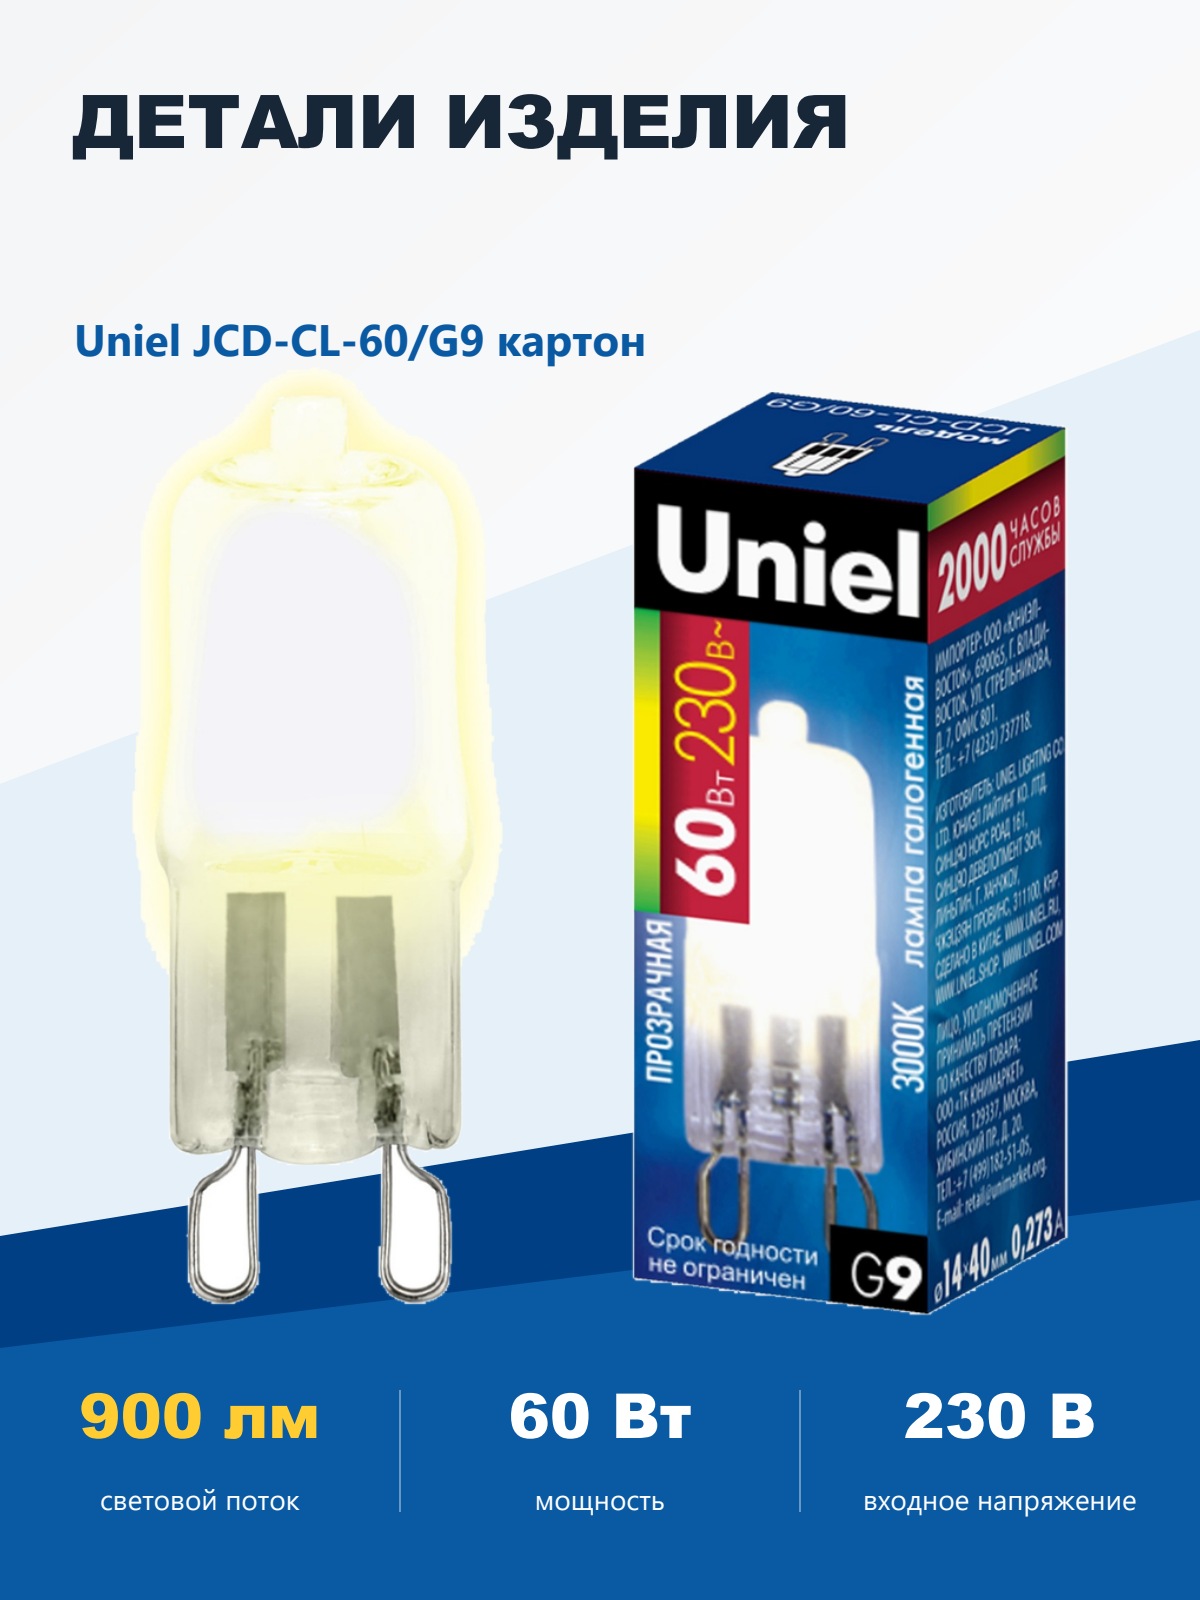 ДЕТАЛИ ИЗДЕЛИЯ
Uniel JCD-CL-60/G9 картон
модель
JCD-CL-60/G9
Uniel
60Вт 230В~
ПРОЗРАЧНАЯ
лампа галогенная
3000К
Срок годности
не ограничен
G9
2000 ЧАСОВ
СЛУЖБЫ
ИМПОРТЕР: ООО «ЮНИЭЛ-
ВОСТОК», 690065, Г. ВЛАДИ-
ВОСТОК, УЛ. СТРЕЛЬНИКОВА,
Д. 7, ОФИС 801.
ТЕЛ.: +7 (4232) 737718.
ИЗГОТОВИТЕЛЬ: UNIEL LIGHTING CO.
LTD. ЮНИЭЛ ЛАЙТИНГ КО. ЛТД.
СИНЦЯО НОРС РОАД 161,
СИНЦЯО ДЕВЕЛОПМЕНТ ЗОН,
ЛИНЬПИН, Г. ХАНЧЖОУ,
ЧЖЭЦЗЯН ПРОВИНС, 311100, КНР.
СДЕЛАНО В КИТАЕ. WWW.UNIEL.RU,
WWW.UNIEL.SHOP, WWW.UNIEL.COM
ЛИЦО, УПОЛНОМОЧЕННОЕ
ПРИНИМАТЬ ПРЕТЕНЗИИ
ПО КАЧЕСТВУ ТОВАРА:
ООО «ТК ЮНИМАРКЕТ»
РОССИЯ, 129337, МОСКВА,
ХИБИНСКИЙ ПР., Д. 20.
ТЕЛ.: +7 (499)182-51-05,
E-mail: retail@unimarket.org.
ø14×40мм 0,273А
900 лм
световой поток
60 Вт
мощность
230 В
входное напряжение